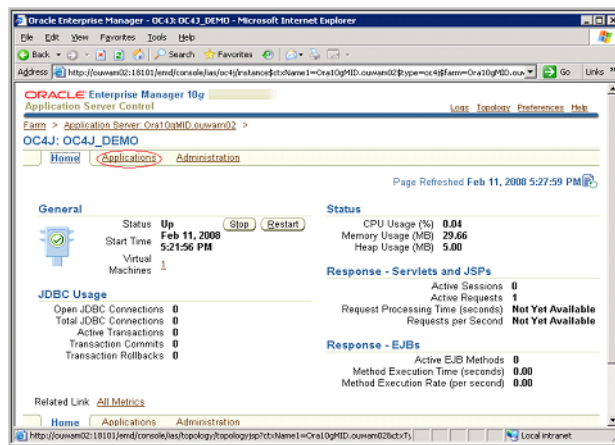 Oracle Enterprise Manager - OC4J: OC4J_DEMO - Microsoft Internet Explorer
File Edit View Favorites Tools Help
Back Search Favorites
Address http://ouwam02:18101/emd/console/ias/oc4j/instance$ctxName1=Ora10gMID.ouwam02$type=oc4j$farm=Ora10gMID.ouw Go Links »
ORACLE Enterprise Manager 10g
Application Server Control
Logs Topology Preferences Help
Farm > Application Server: Ora10gMID.ouwam02 >
OC4J: OC4J_DEMO
Home Applications Administration
Page Refreshed Feb 11, 2008 5:27:59 PM
General
Status Up Stop Restart
Start Time Feb 11, 2008 5:21:56 PM
Virtual Machines 1
JDBC Usage
Open JDBC Connections 0
Total JDBC Connections 0
Active Transactions 0
Transaction Commits 0
Transaction Rollbacks 0
Status
CPU Usage (%) 0.04
Memory Usage (MB) 29.66
Heap Usage (MB) 5.00
Response - Servlets and JSPs
Active Sessions 0
Active Requests 1
Request Processing Time (seconds) Not Yet Available
Requests per Second Not Yet Available
Response - EJBs
Active EJB Methods 0
Method Execution Time (seconds) 0.00
Method Execution Rate (per second) 0.00
Related Link All Metrics
Home Applications Administration
http://ouwam02:18101/emd/console/ias/topology/topologyjsp?ctxName1=Ora10gMID.ouwam02&ctxTy Local intranet